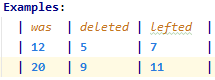 Examples:
| was | deleted | lefted |
| 12 | 5 | 7 |
| 20 | 9 | 11 |